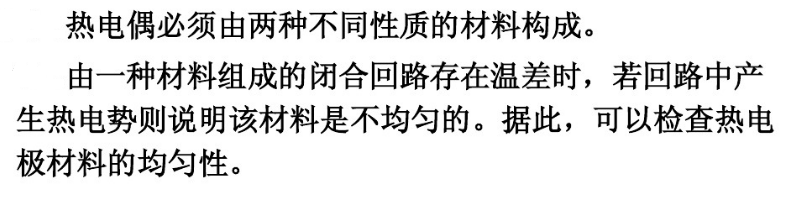 热电偶必须由两种不同性质的材料构成。
由一种材料组成的闭合回路存在温差时，若回路中产
生热电势则说明该材料是不均匀的。据此，可以检查热电
极材料的均匀性。